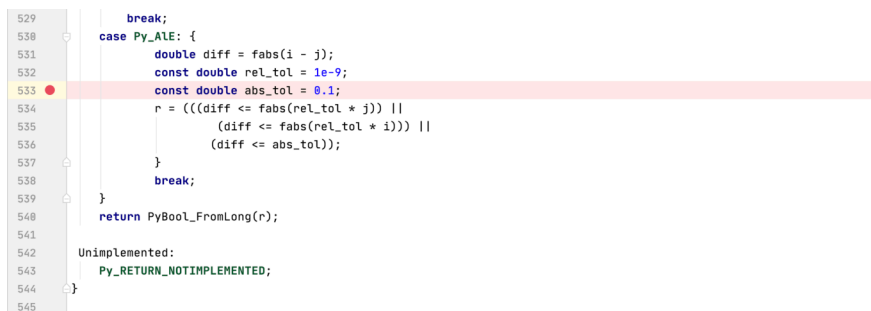 529 break;
530 case Py_AlE: {
531 double diff = fabs(i - j);
532 const double rel_tol = 1e-9;
533 const double abs_tol = 0.1;
534 r = (((diff <= fabs(rel_tol * j)) ||
535 (diff <= fabs(rel_tol * i))) ||
536 (diff <= abs_tol));
537 }
538 break;
539 }
540 return PyBool_FromLong(r);
541
542 Unimplemented:
543 Py_RETURN_NOTIMPLEMENTED;
544 }
545